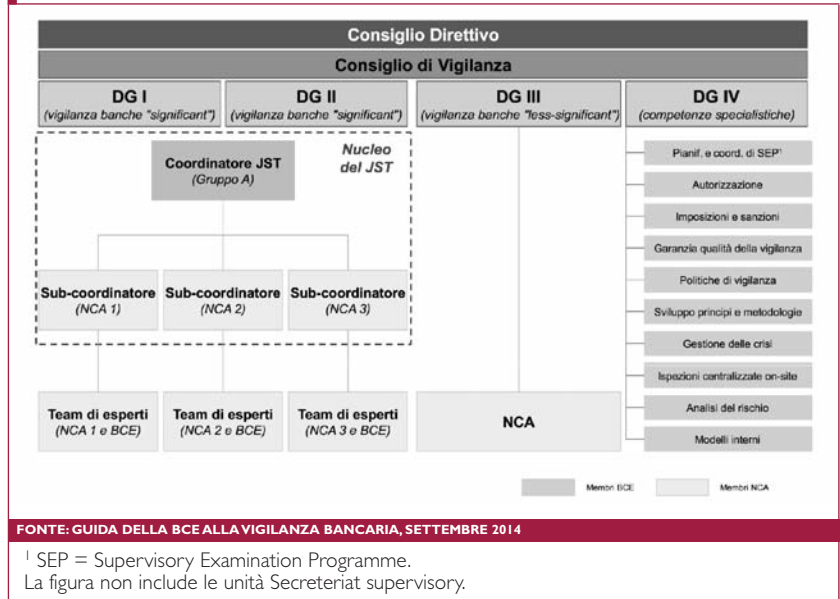 Consiglio Direttivo
Consiglio di Vigilanza
DG I
(vigilanza banche "significant")
DG II
(vigilanza banche "significant")
DG III
(vigilanza banche "less-significant")
DG IV
(competenze specialistiche)
Nucleo
del JST
Coordinatore JST
(Gruppo A)
Sub-coordinatore
(NCA 1)
Sub-coordinatore
(NCA 2)
Sub-coordinatore
(NCA 3)
Team di esperti
(NCA 1 e BCE)
Team di esperti
(NCA 2 e BCE)
Team di esperti
(NCA 3 e BCE)
NCA
Pianif. e coord. di SEP¹
Autorizzazione
Imposizioni e sanzioni
Garanzia qualità della vigilanza
Politiche di vigilanza
Sviluppo principi e metodologie
Gestione delle crisi
Ispezioni centralizzate on-site
Analisi del rischio
Modelli interni
Membri BCE
Membri NCA
FONTE: GUIDA DELLA BCE ALLA VIGILANZA BANCARIA, SETTEMBRE 2014
¹ SEP = Supervisory Examination Programme.
La figura non include le unità Secreteriat supervisory.